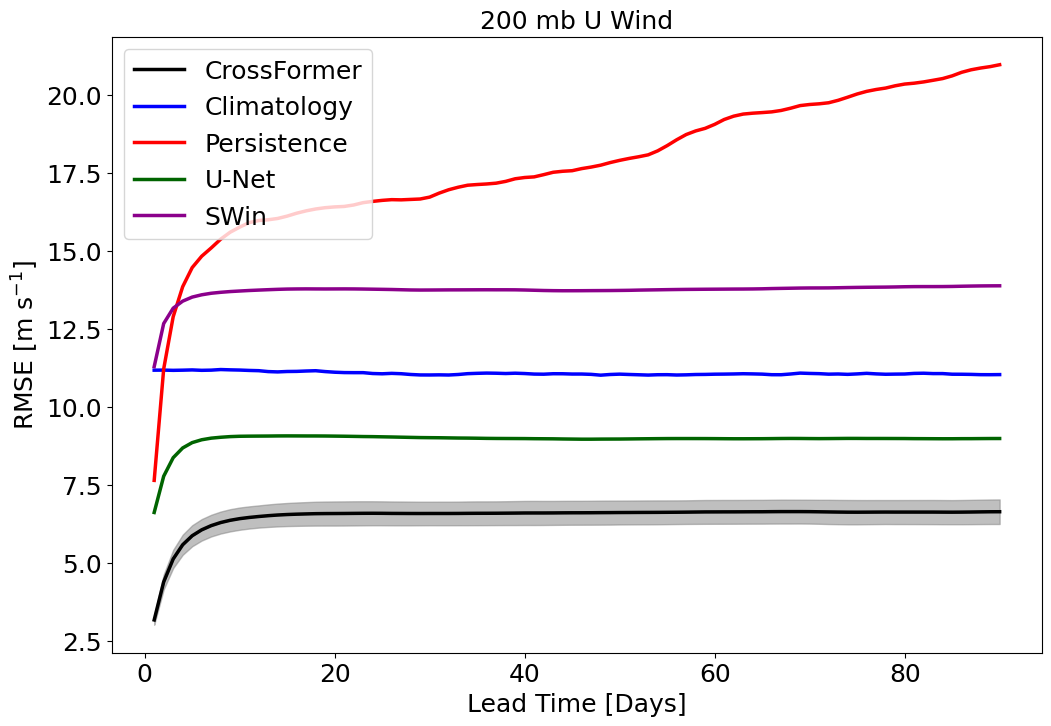 200 mb U Wind
CrossFormer
Climatology
Persistence
U-Net
SWin
RMSE [m s⁻¹]
20.0
17.5
15.0
12.5
10.0
7.5
5.0
2.5
0 20 40 60 80
Lead Time [Days]